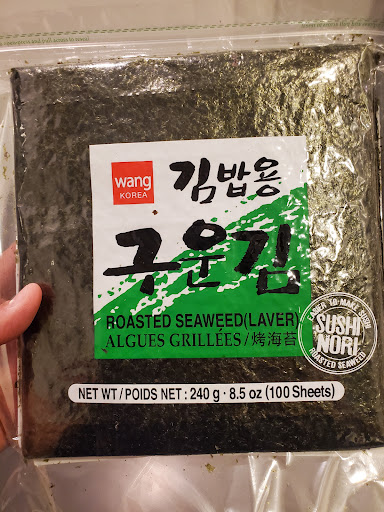 wang
KOREA
김밥용
구운김
ROASTED SEAWEED(LAVER)
ALGUES GRILLÉES/烤海苔
EASY TO MAKE SUSHI
SUSHI
NORI
ROASTED SEAWEED
NET WT/POIDS NET : 240 g · 8.5 oz (100 Sheets)